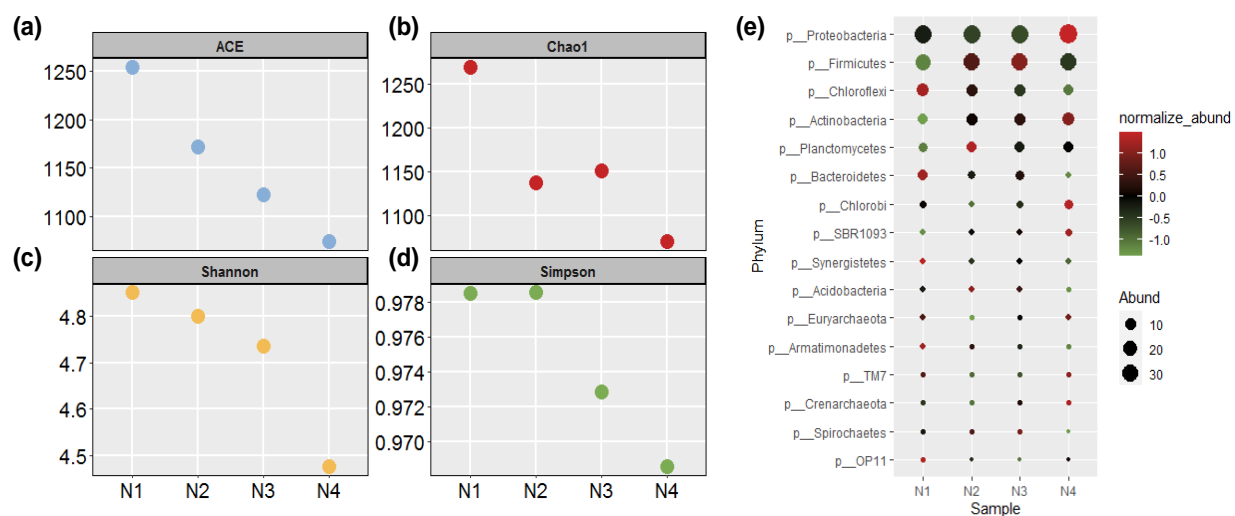 (a)
ACE
1250
1200
1150
1100
(b)
Chao1
1250
1200
1150
1100
(c)
Shannon
4.8
4.7
4.6
4.5
N1 N2 N3 N4
(d)
Simpson
0.978
0.976
0.974
0.972
0.970
N1 N2 N3 N4
(e)
Phylum
p__Proteobacteria
p__Firmicutes
p__Chloroflexi
p__Actinobacteria
p__Planctomycetes
p__Bacteroidetes
p__Chlorobi
p__SBR1093
p__Synergistetes
p__Acidobacteria
p__Euryarchaeota
p__Armatimonadetes
p__TM7
p__Crenarchaeota
p__Spirochaetes
p__OP11
N1 N2 N3 N4
Sample
normalize_abund
1.0
0.5
0.0
-0.5
-1.0
Abund
10
20
30